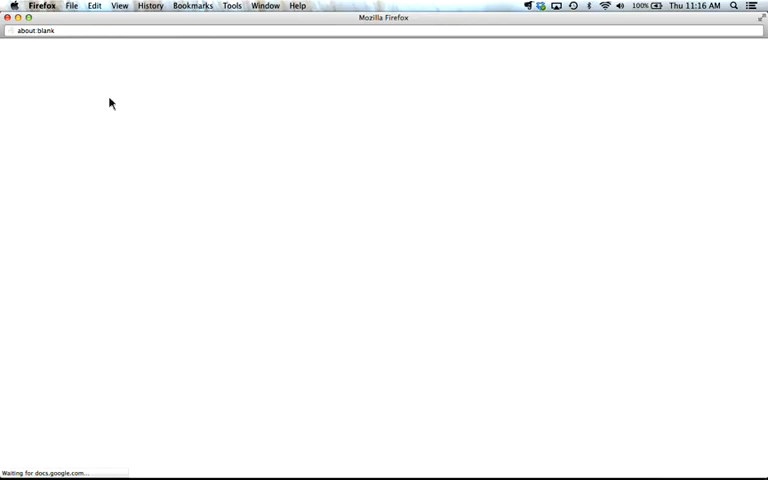 Firefox File Edit View History Bookmarks Tools Window Help 100% Thu 11:16 AM
Mozilla Firefox
about:blank
Waiting for docs.google.com...